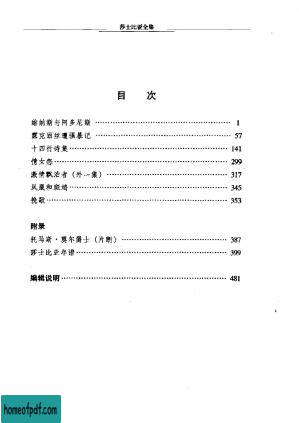 莎士比亚全集
目 次
维纳斯与阿多尼斯 …… 1
露克丽丝遭强暴记 …… 57
十四行诗集 …… 141
情女怨 …… 299
激情飘泊者（外一集） …… 317
凤凰和斑鸠 …… 345
挽歌 …… 353
附录
托马斯·莫尔爵士（片断） …… 387
莎士比亚年谱 …… 399
编辑说明 …… 481
homeofpdf.com